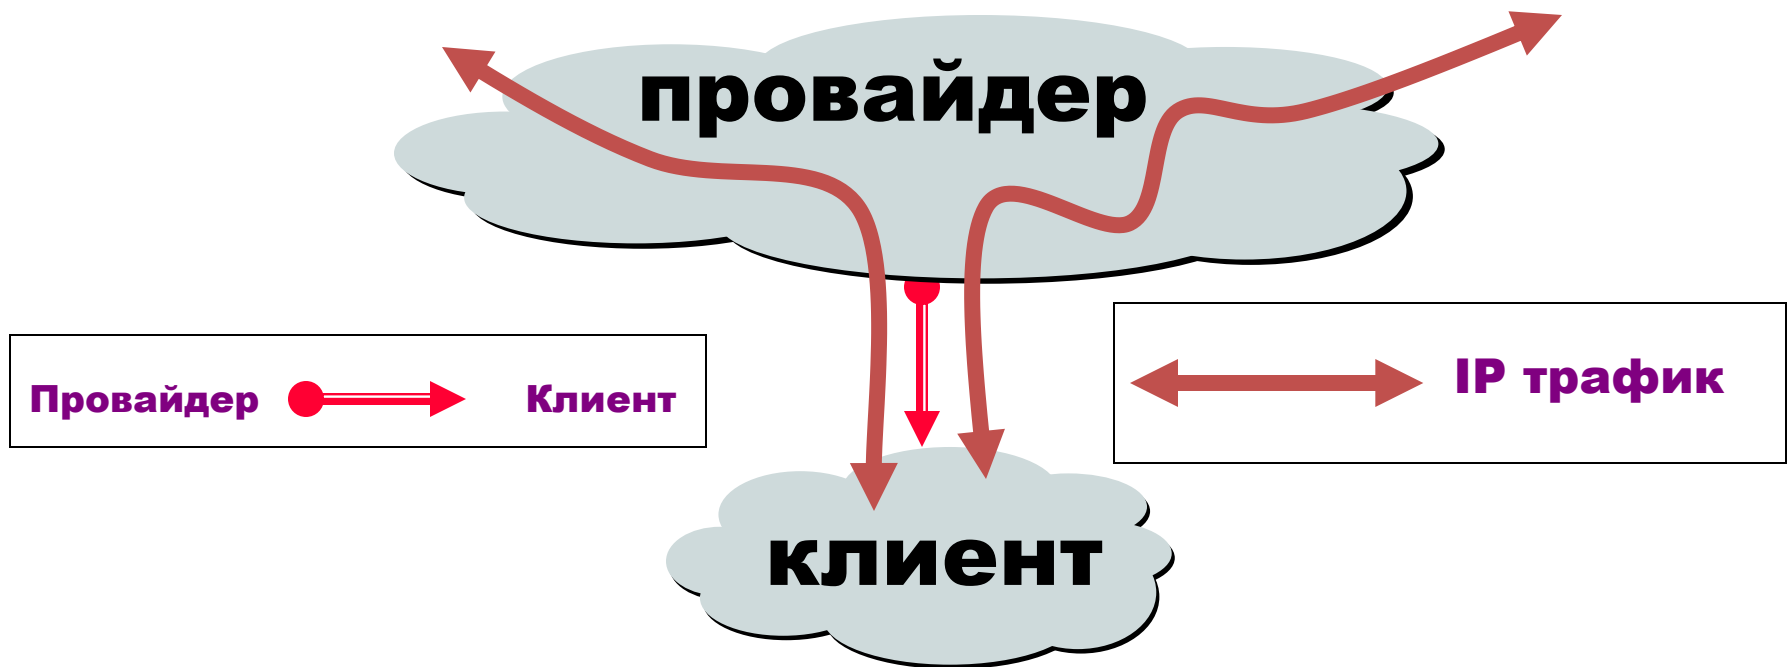 провайдер
Провайдер Клиент
IP трафик
клиент